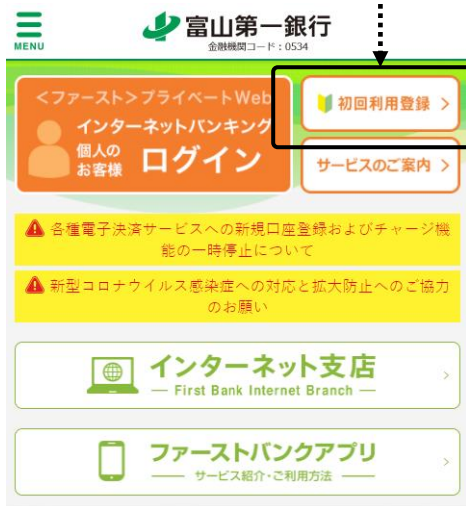 MENU
富山第一銀行
金融機関コード：0534
<ファースト>プライベートWeb
インターネットバンキング
個人の
お客様 ログイン
初回利用登録
サービスのご案内
各種電子決済サービスへの新規口座登録およびチャージ機
能の一時停止について
新型コロナウイルス感染症への対応と拡大防止へのご協力
のお願い
インターネット支店
First Bank Internet Branch
ファーストバンクアプリ
サービス紹介・ご利用方法